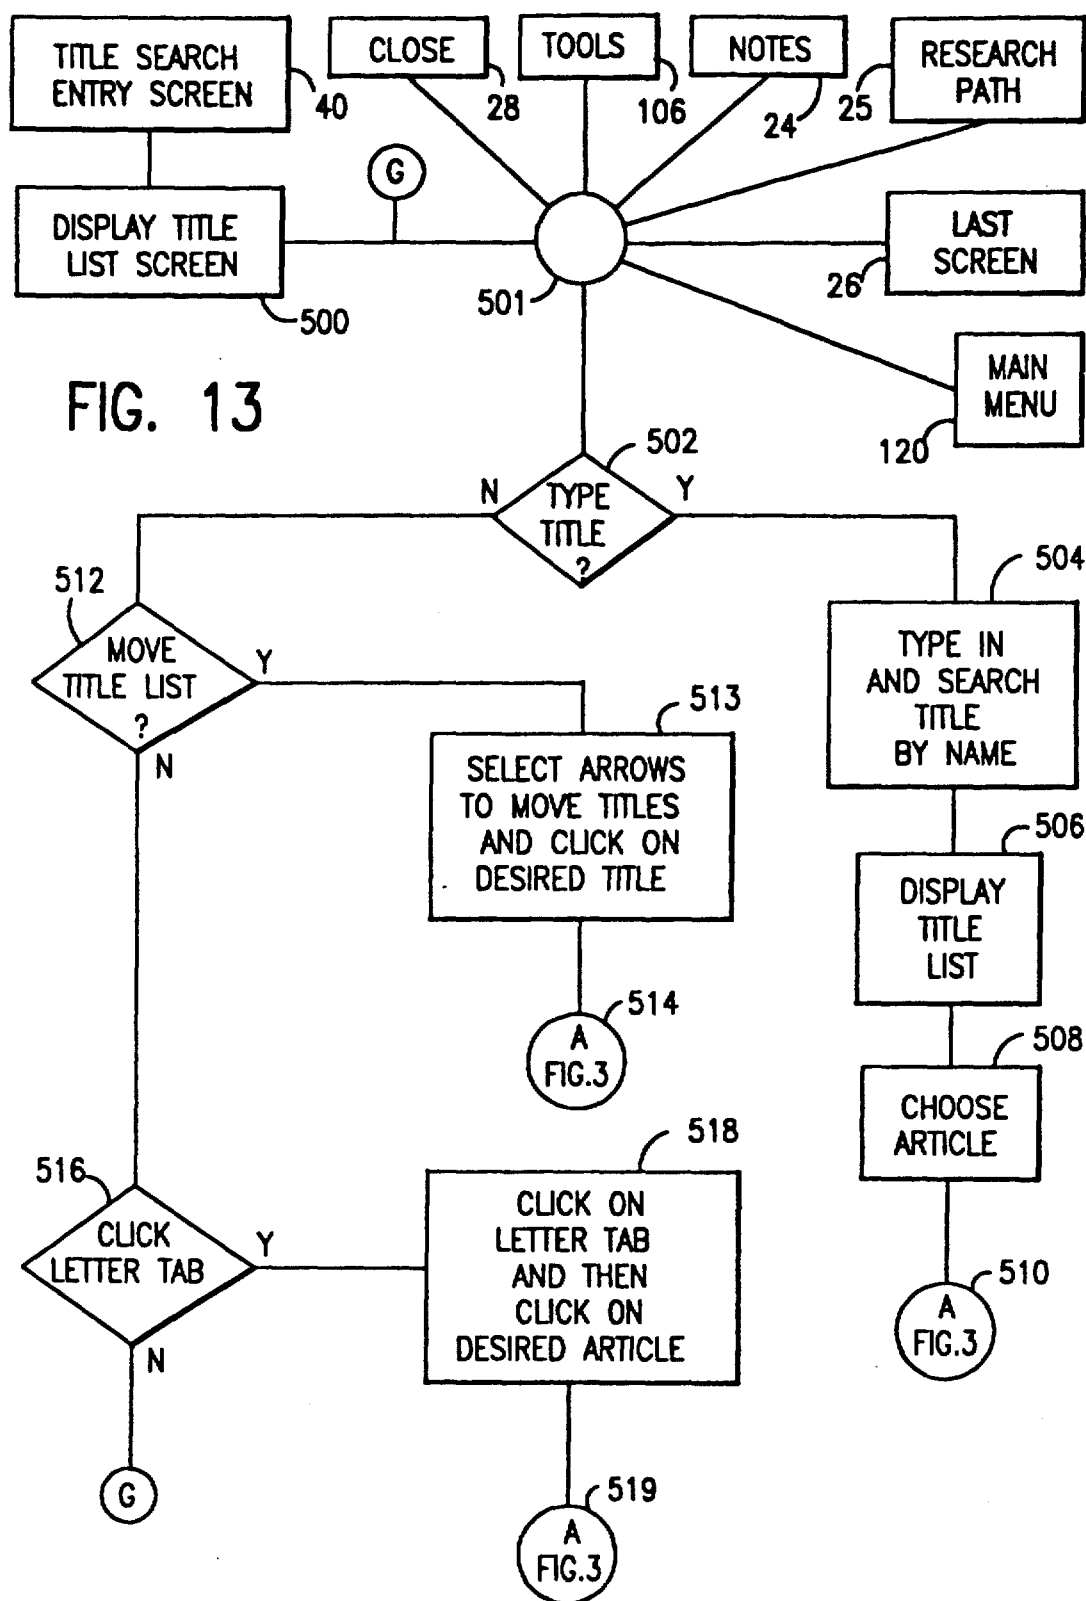 TITLE SEARCH
ENTRY SCREEN
40
CLOSE
28
TOOLS
106
NOTES
24
25
RESEARCH
PATH
G
DISPLAY TITLE
LIST SCREEN
500
501
LAST
SCREEN
26
MAIN
MENU
120
FIG. 13
502
N
TYPE
TITLE
?
Y
512
MOVE
TITLE LIST
?
Y
N
504
TYPE IN
AND SEARCH
TITLE
BY NAME
513
SELECT ARROWS
TO MOVE TITLES
AND CLICK ON
DESIRED TITLE
506
DISPLAY
TITLE
LIST
514
A
FIG.3
508
CHOOSE
ARTICLE
516
CLICK
LETTER TAB
Y
N
518
CLICK ON
LETTER TAB
AND THEN
CLICK ON
DESIRED ARTICLE
510
A
FIG.3
G
519
A
FIG.3